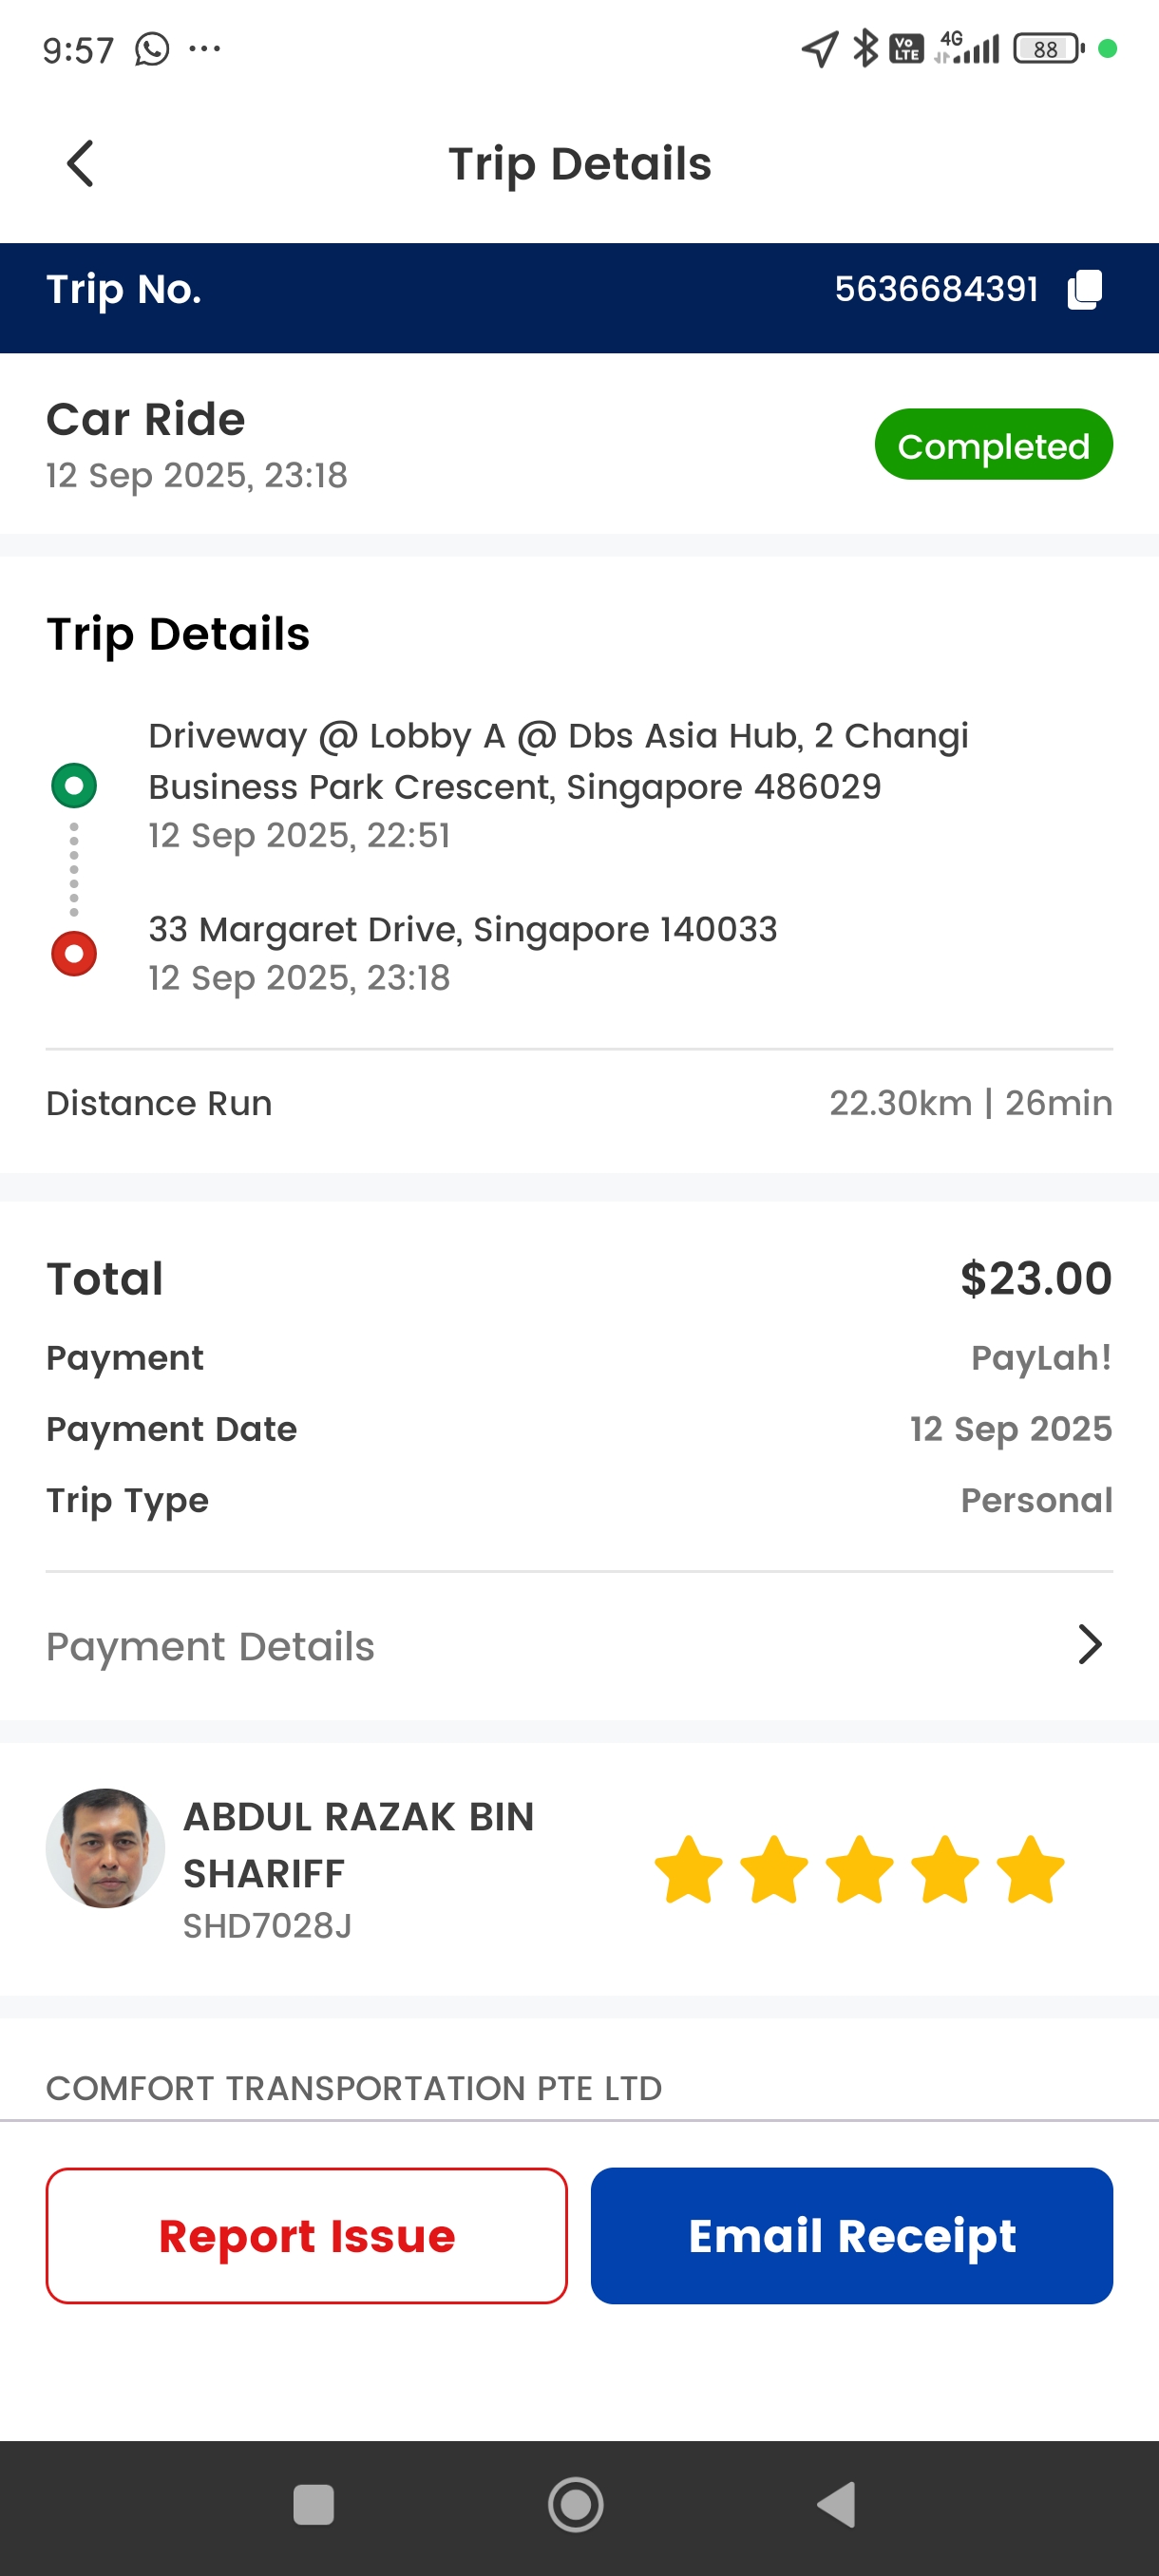 9:57
Vo LTE 4G 88
Trip Details
Trip No. 5636684391
Car Ride
12 Sep 2025, 23:18
Completed
Trip Details
Driveway @ Lobby A @ Dbs Asia Hub, 2 Changi
Business Park Crescent, Singapore 486029
12 Sep 2025, 22:51
33 Margaret Drive, Singapore 140033
12 Sep 2025, 23:18
Distance Run 22.30km | 26min
Total $23.00
Payment PayLah!
Payment Date 12 Sep 2025
Trip Type Personal
Payment Details
ABDUL RAZAK BIN
SHARIFF
SHD7028J
COMFORT TRANSPORTATION PTE LTD
Report Issue Email Receipt